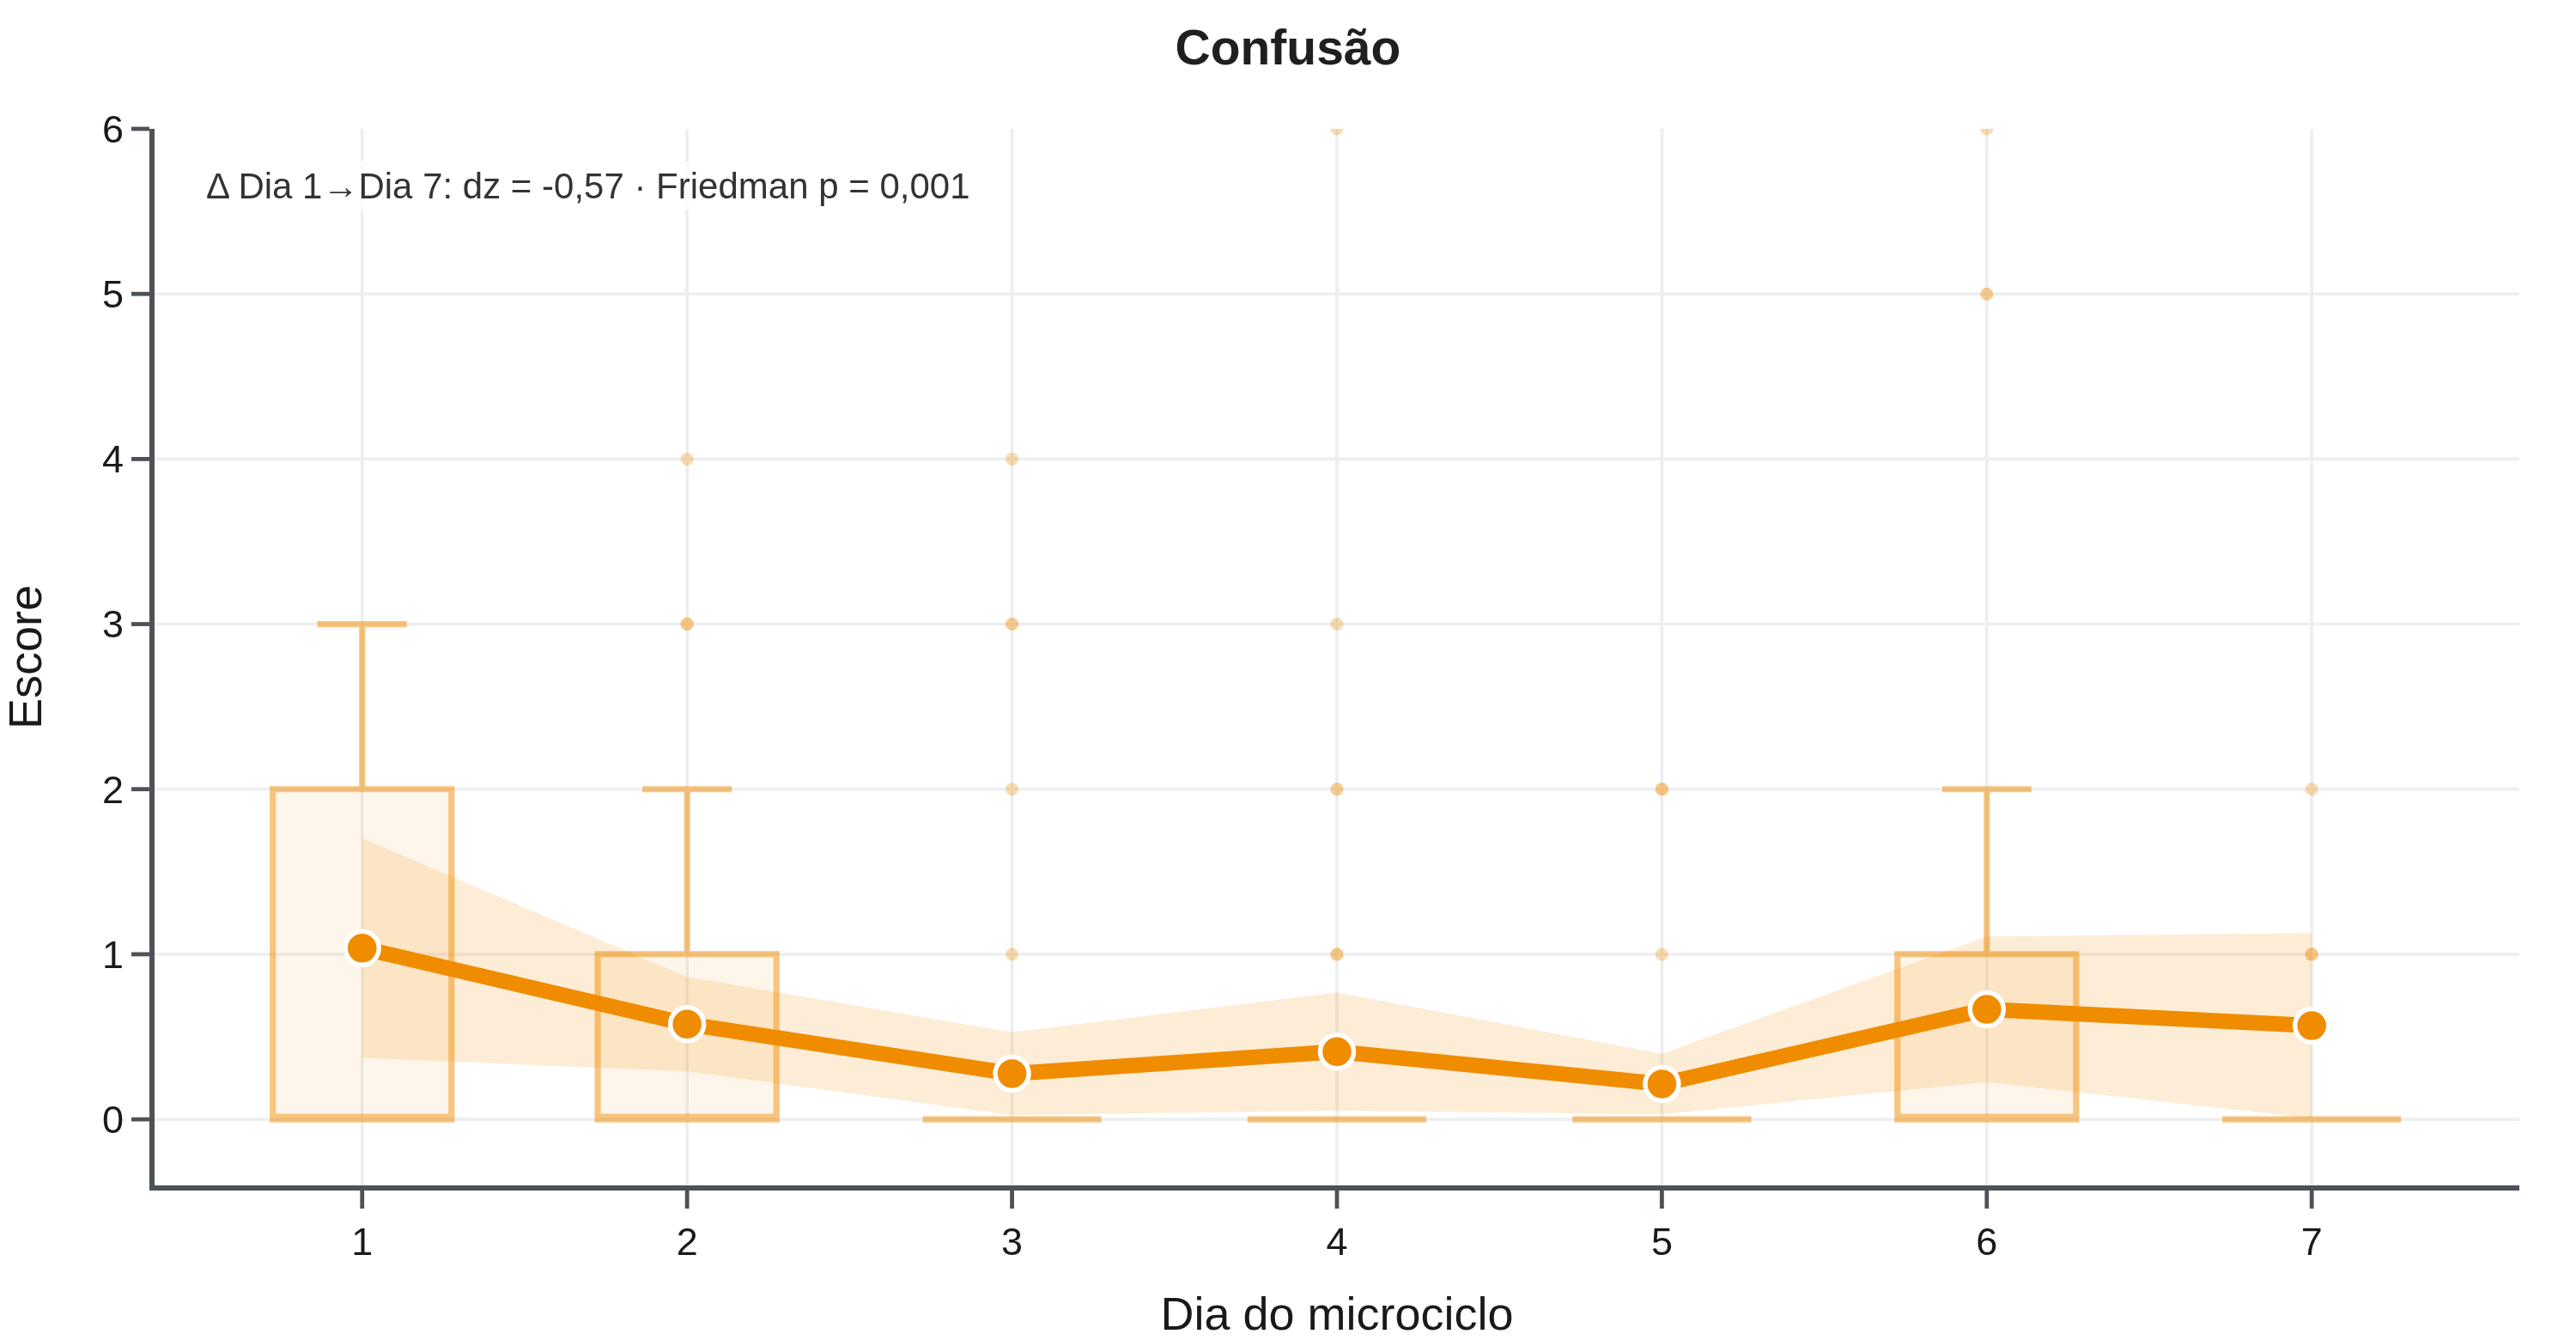 Confusão
6
Δ Dia 1→Dia 7: dz = -0,57 · Friedman p = 0,001
5
4
3
2
1
0
Escore
1 2 3 4 5 6 7
Dia do microciclo